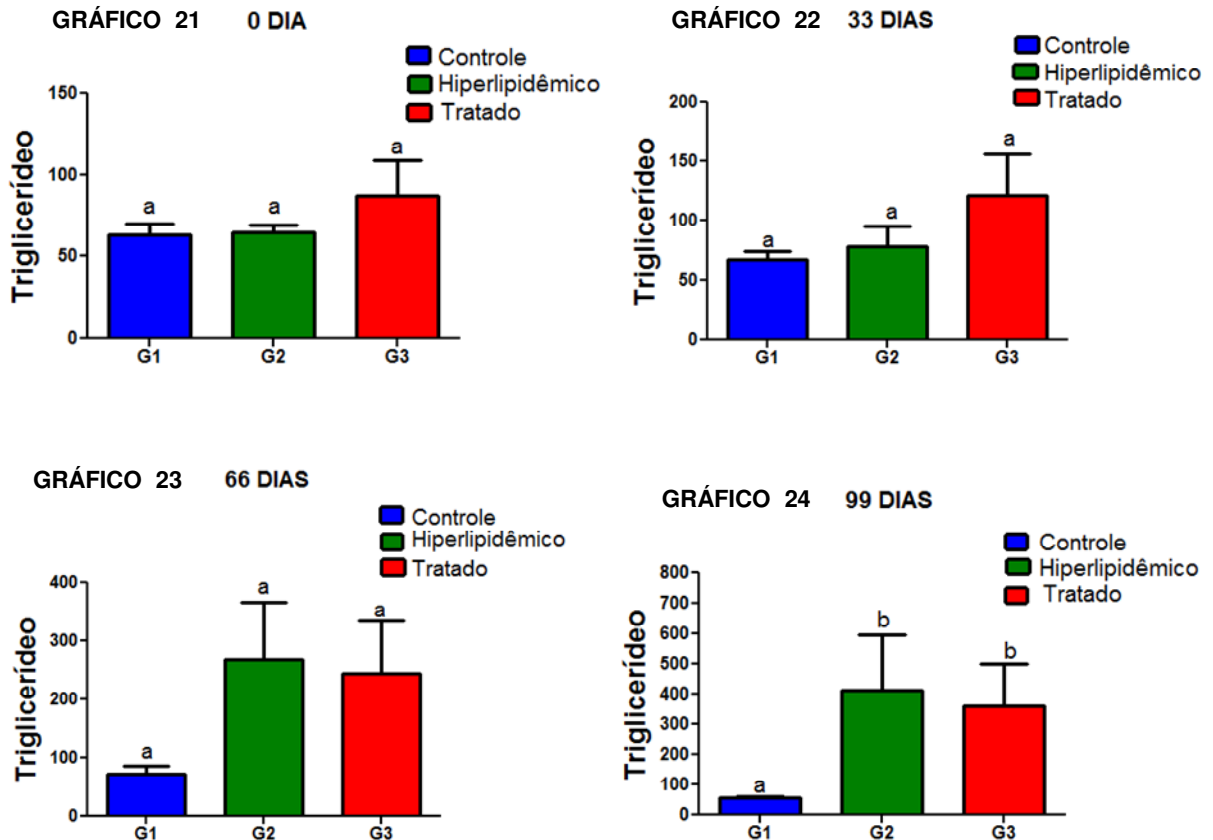 GRÁFICO 21 0 DIA
Controle
Hiperlipidêmico
Tratado
Triglicerídeo
150
100
50
0
a
a
a
G1 G2 G3
GRÁFICO 22 33 DIAS
Controle
Hiperlipidêmico
Tratado
Triglicerídeo
200
150
100
50
0
a
a
a
G1 G2 G3
GRÁFICO 23 66 DIAS
Controle
Hiperlipidêmico
Tratado
Triglicerídeo
400
300
200
100
0
a
a
a
G1 G2 G3
GRÁFICO 24 99 DIAS
Controle
Hiperlipidêmico
Tratado
Triglicerídeo
800
700
600
500
400
300
200
100
0
a
b
b
G1 G2 G3